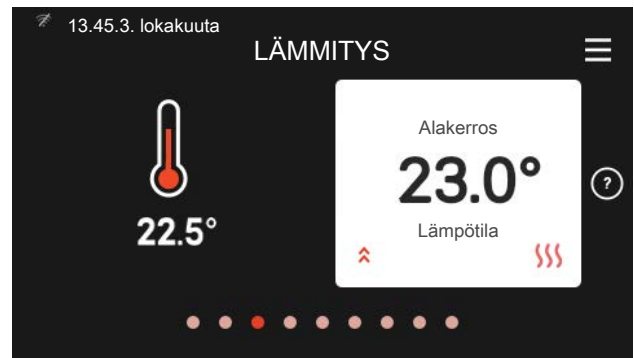 13.45.3. lokakuuta
LÄMMITYS
Alakerros
23.0°
?
22.5°
Lämpötila